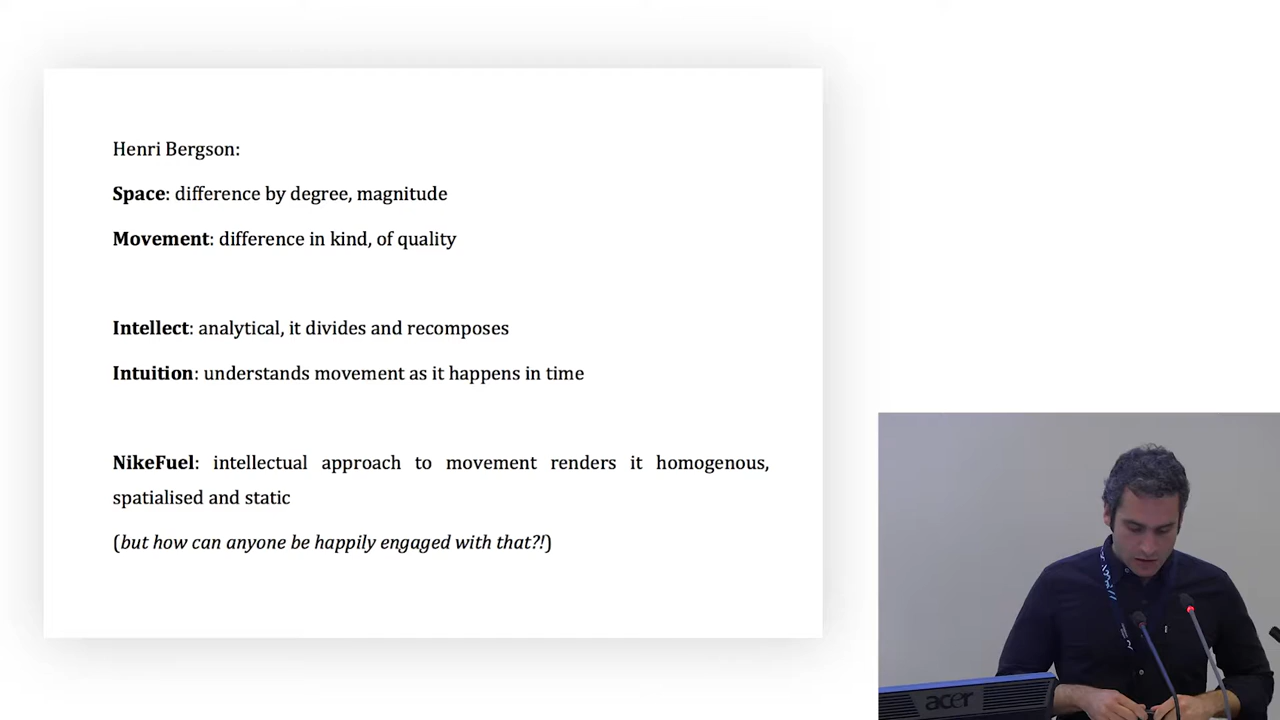 Henri Bergson:
Space: difference by degree, magnitude
Movement: difference in kind, of quality
Intellect: analytical, it divides and recomposes
Intuition: understands movement as it happens in time
NikeFuel: intellectual approach to movement renders it homogenous,
spatialised and static
(but how can anyone be happily engaged with that?!)
acer